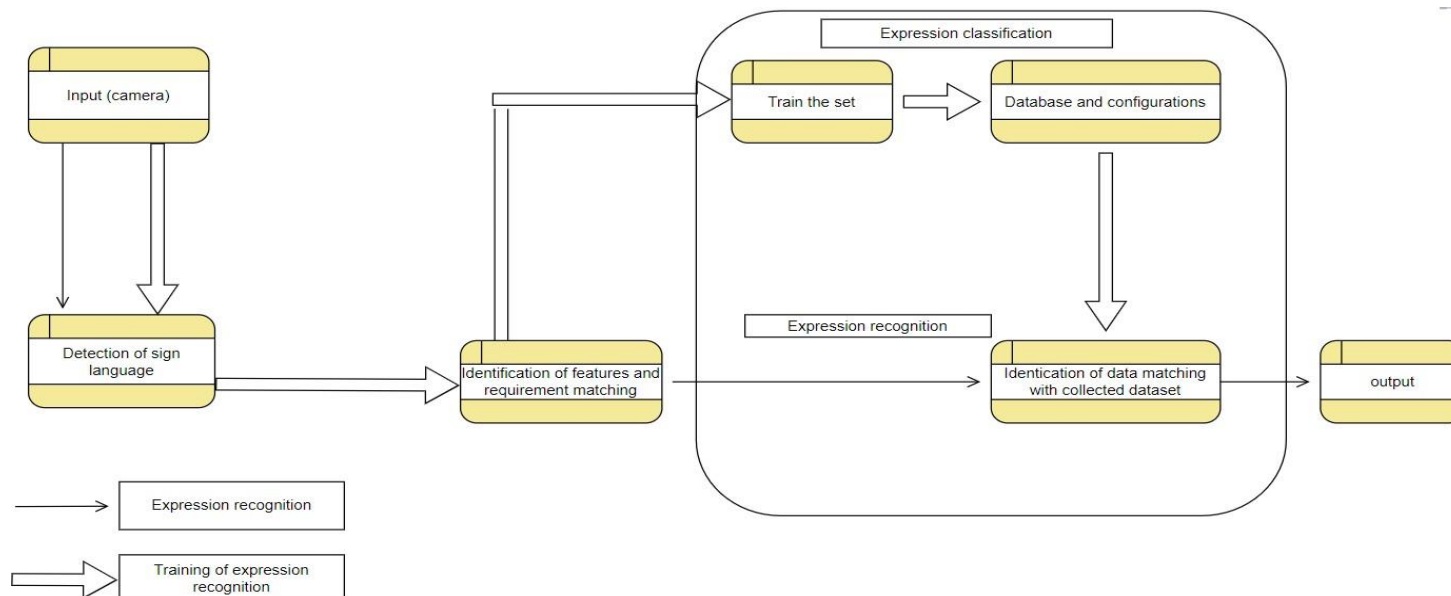 Expression classification
Input (camera)
Train the set
Database and configurations
Detection of sign
language
Expression recognition
Identification of features and
requirement matching
Identication of data matching
with collected dataset
output
Expression recognition
Training of expression
recognition